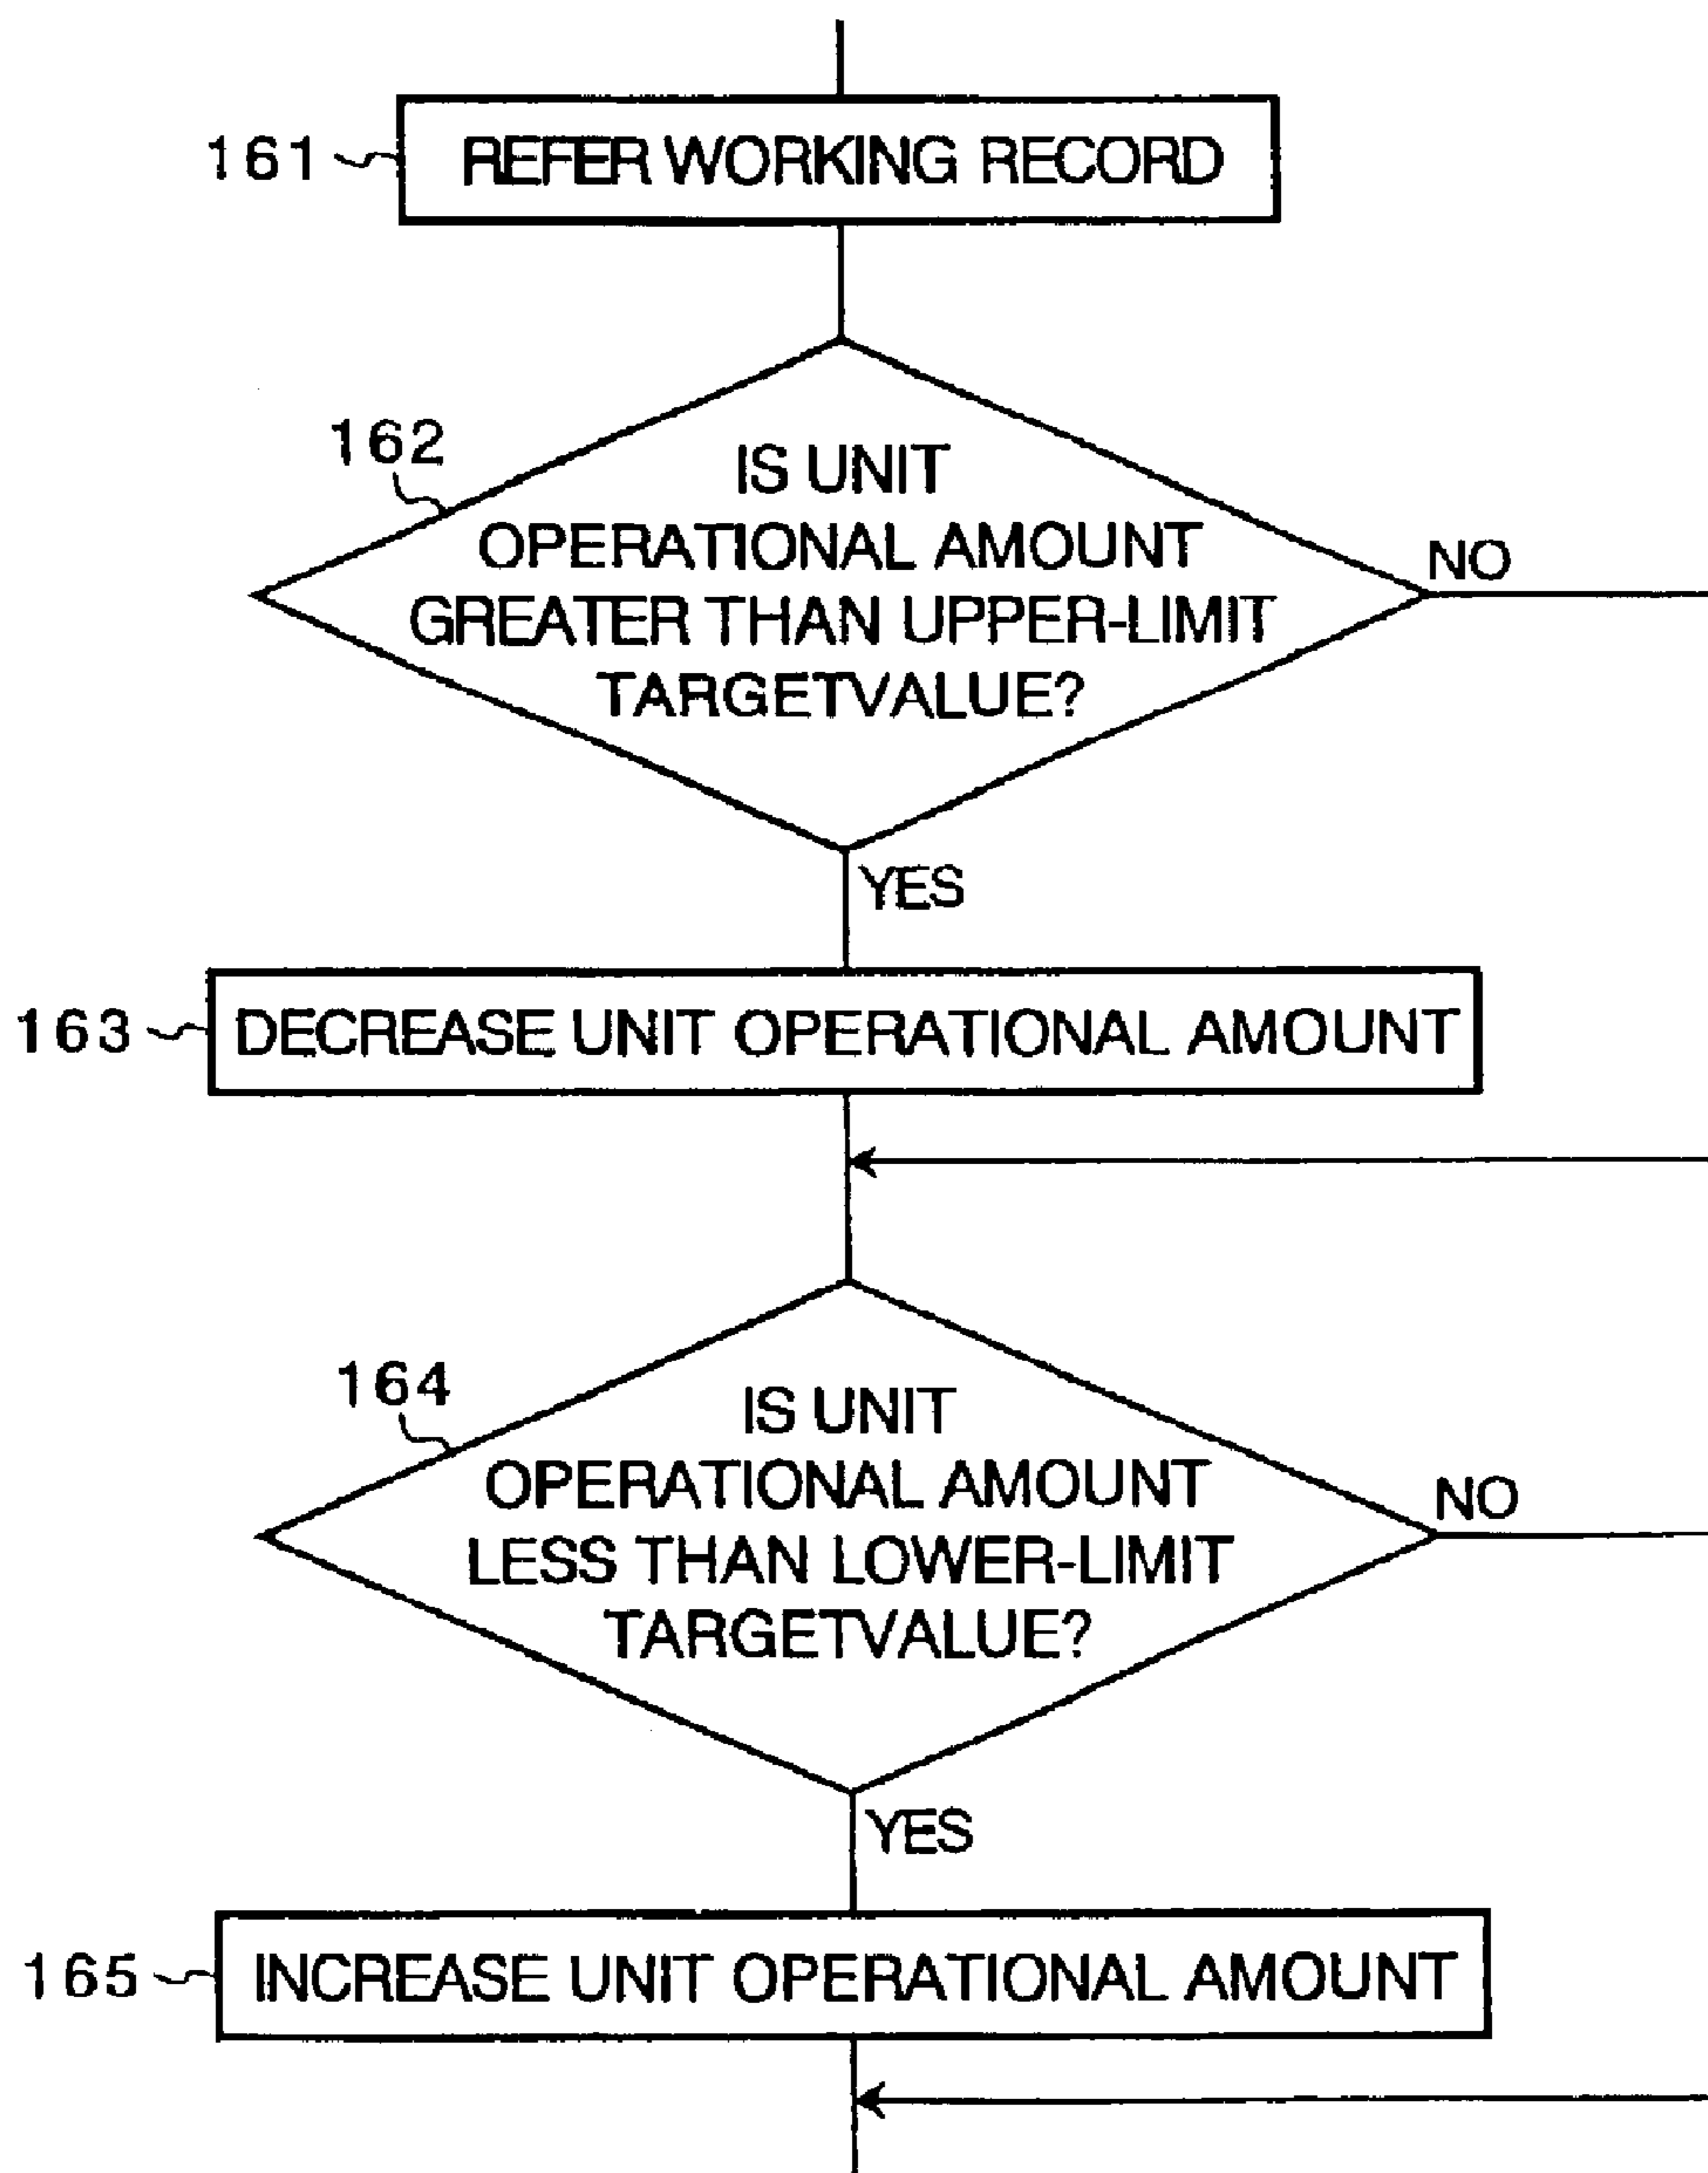 161
REFER WORKING RECORD
162
IS UNIT
OPERATIONAL AMOUNT
GREATER THAN UPPER-LIMIT
TARGETVALUE?
NO
YES
163
DECREASE UNIT OPERATIONAL AMOUNT
164
IS UNIT
OPERATIONAL AMOUNT
LESS THAN LOWER-LIMIT
TARGETVALUE?
NO
YES
165
INCREASE UNIT OPERATIONAL AMOUNT